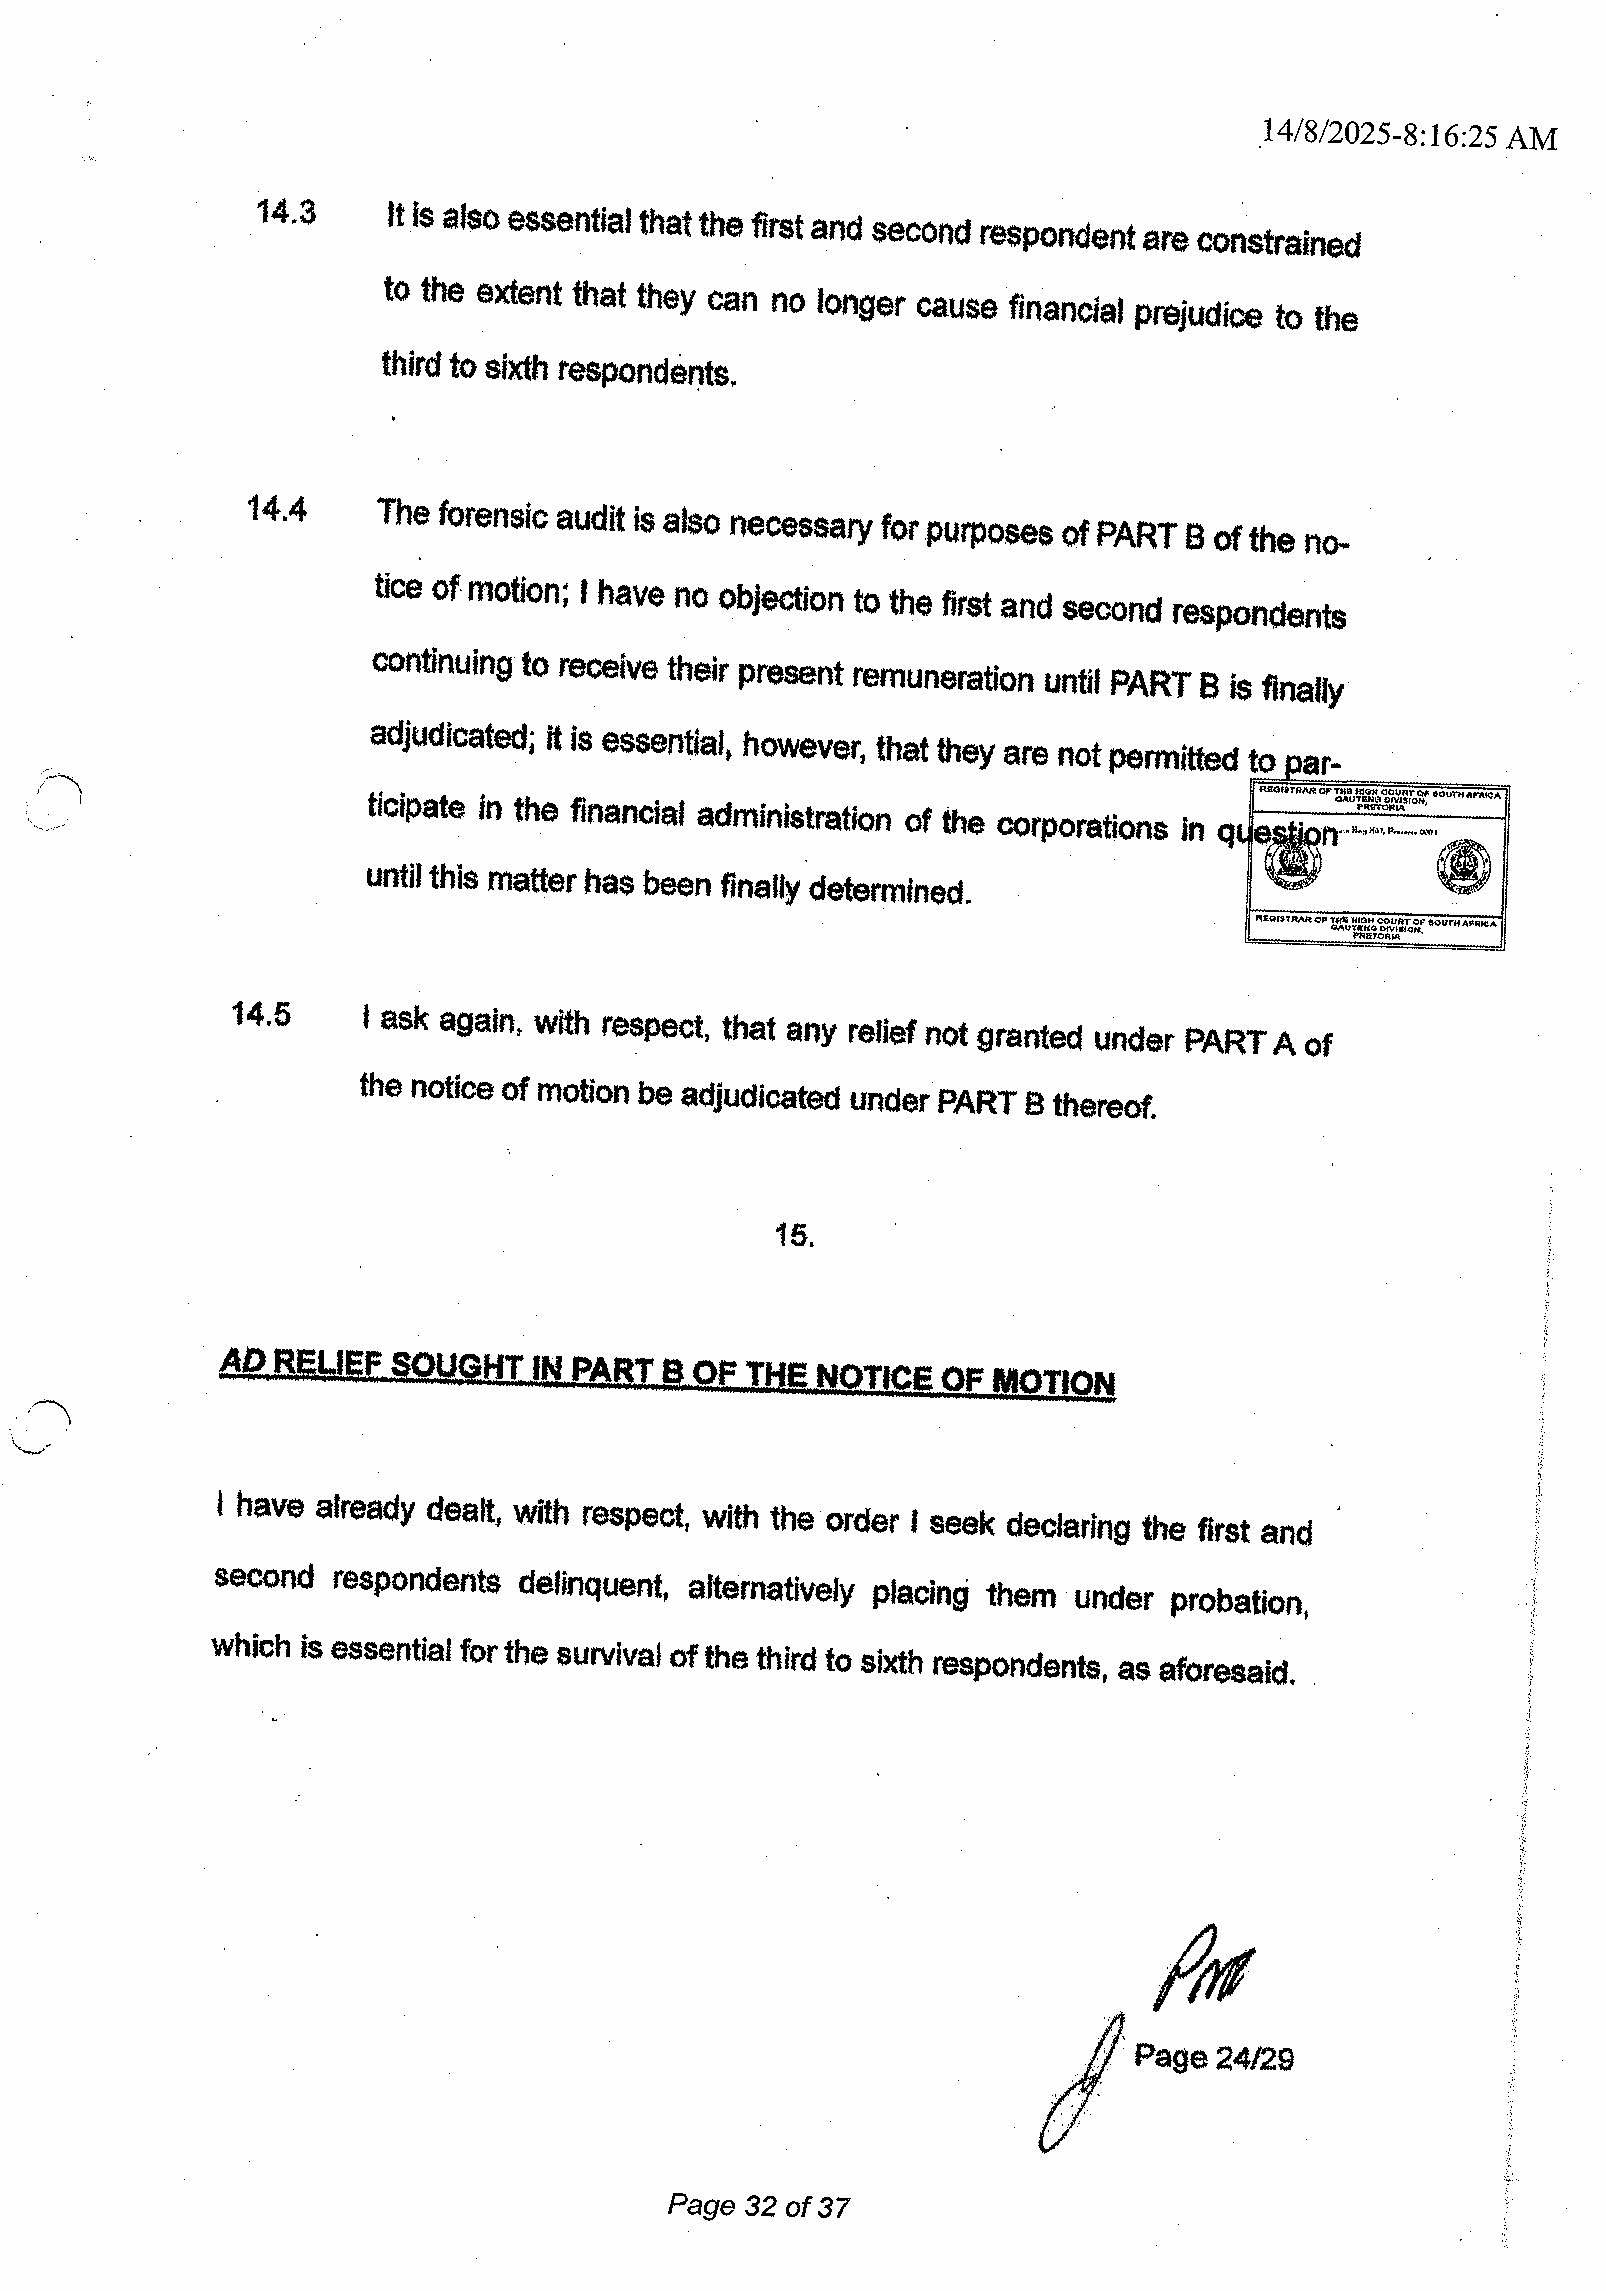 14/8/2025-8:16:25 AM
14.3 It is also essential that the first and second respondent are constrained
to the extent that they can no longer cause financial prejudice to the
third to sixth respondents.
14.4 The forensic audit is also necessary for purposes of PART B of the no-
tice of motion; I have no objection to the first and second respondents
continuing to receive their present remuneration until PART B is finally
adjudicated; it is essential, however, that they are not permitted to par-
ticipate in the financial administration of the corporations in question
until this matter has been finally determined.
REGISTRAR OF THE HIGH COURT OF SOUTH AFRICA
GAUTENG DIVISION,
PRETORIA
REGISTRAR OF THE HIGH COURT OF SOUTH AFRICA
GAUTENG DIVISION,
PRETORIA
14.5 I ask again, with respect, that any relief not granted under PART A of
the notice of motion be adjudicated under PART B thereof.
15.
AD RELIEF SOUGHT IN PART B OF THE NOTICE OF MOTION
I have already dealt, with respect, with the order I seek declaring the first and
second respondents delinquent, alternatively placing them under probation,
which is essential for the survival of the third to sixth respondents, as aforesaid.
Page 24/29
Page 32 of 37